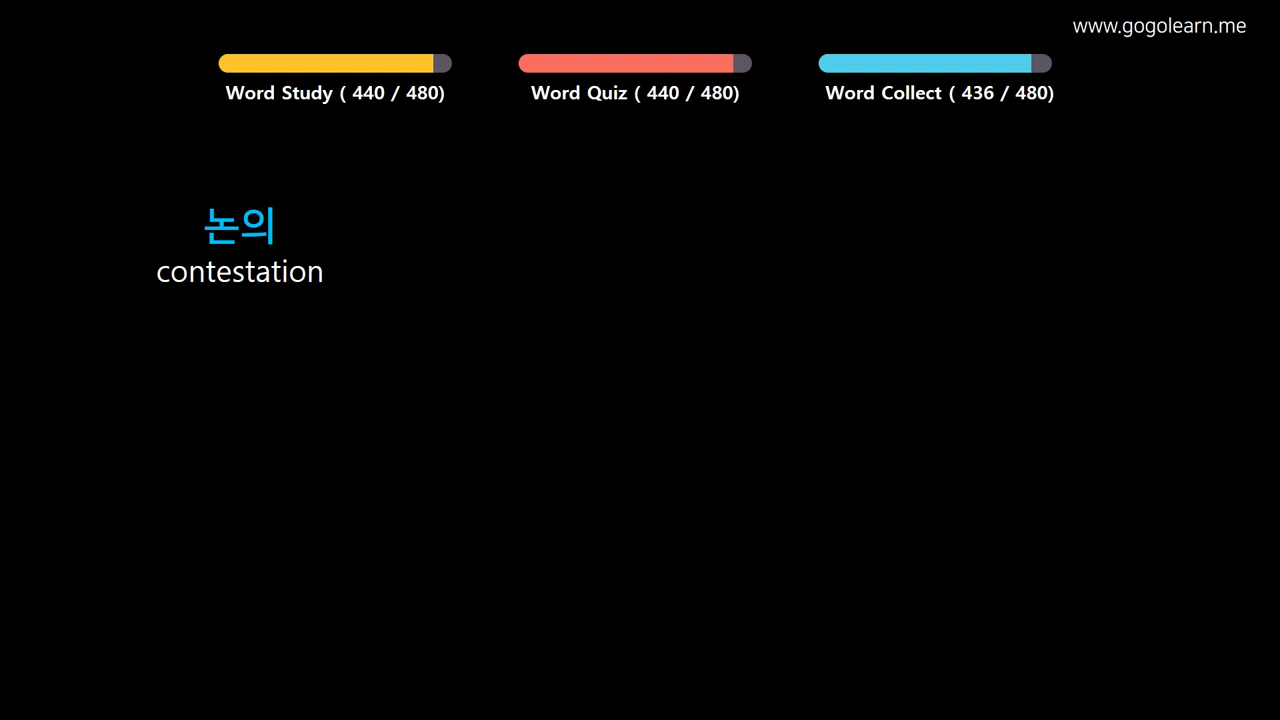 www.gogolearn.me
Word Study ( 440 / 480)
Word Quiz ( 440 / 480)
Word Collect ( 436 / 480)
논의
contestation